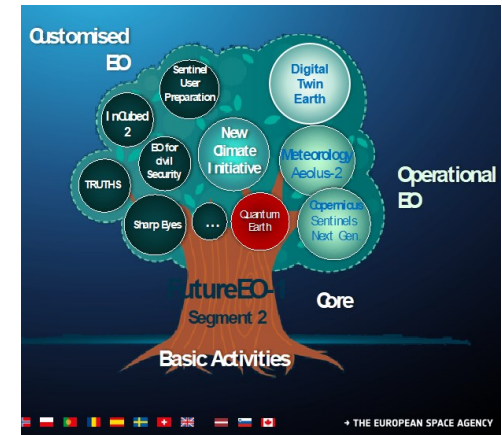 Customised
EO
Sentinel
User
Preparation
Digital
Twin
Earth
InCubed
2
EO for
civil
Security
New
Climate
Initiative
Meteorology
Aeolus-2
TRUTHS
Operational
EO
Sharp Eyes
...
Quantum
Earth
Copernicus
Sentinels
Next Gen.
FutureEO-1
Segment 2
Core
Basic Activities
→ THE EUROPEAN SPACE AGENCY